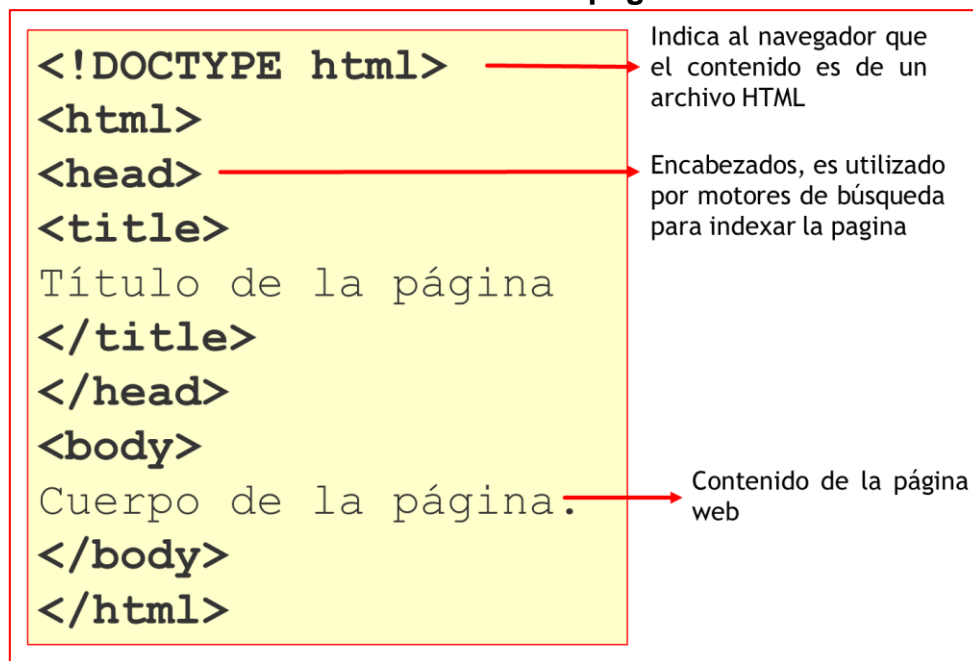 <!DOCTYPE html>
<html>
<head>
<title>
Título de la página
</title>
</head>
<body>
Cuerpo de la página.
</body>
</html>
Indica al navegador que
el contenido es de un
archivo HTML
Encabezados, es utilizado
por motores de búsqueda
para indexar la pagina
Contenido de la página
web